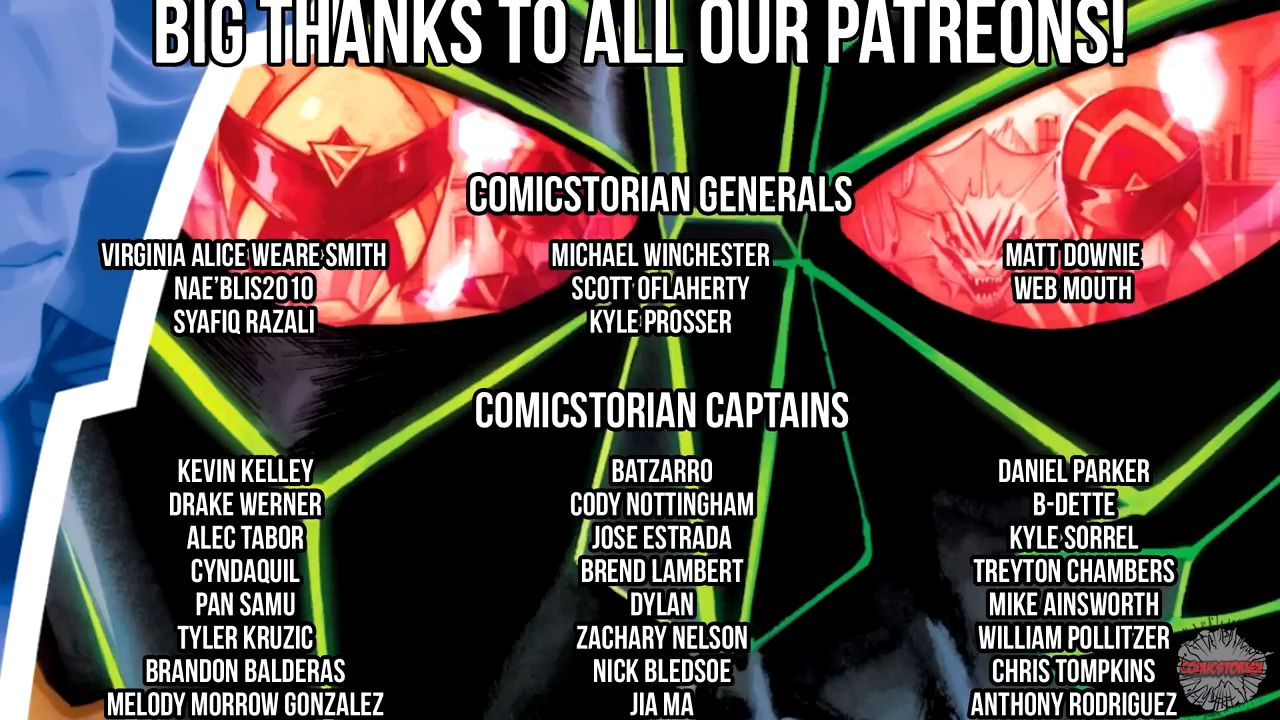 BIG THANKS TO ALL OUR PATREONS!
COMICSTORIAN GENERALS
VIRGINIA ALICE WEARE SMITH MICHAEL WINCHESTER MATT DOWNIE
NAE'BLIS2010 SCOTT OFLAHERTY WEB MOUTH
SYAFIQ RAZALI KYLE PROSSER
COMICSTORIAN CAPTAINS
KEVIN KELLEY BATZARRO DANIEL PARKER
DRAKE WERNER CODY NOTTINGHAM B-DETTE
ALEC TABOR JOSE ESTRADA KYLE SORREL
CYNDAQUIL BREND LAMBERT TREYTON CHAMBERS
PAN SAMU DYLAN MIKE AINSWORTH
TYLER KRUZIC ZACHARY NELSON WILLIAM POLLITZER
BRANDON BALDERAS NICK BLEDSOE CHRIS TOMPKINS
COMICSTORIAN
MELODY MORROW GONZALEZ JIA MA ANTHONY RODRIGUEZ